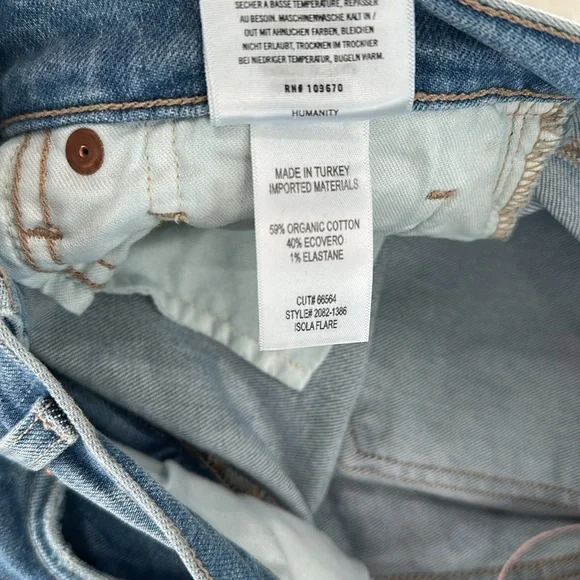 SECHER A BASSE TEMPERATURE, REPASSER
AU BESOIN. MASCHINENWASCHE KALT IN /
OUT MIT AHNLICHEN FARBEN, BLEICHEN
NICHT ERLAUBT, TROCKNEN IM TROCKNER
BEI NIEDRIGER TEMPERATUR, BUGELN WARM.
RN# 109670
HUMANITY
MADE IN TURKEY
IMPORTED MATERIALS
59% ORGANIC COTTON
40% ECOVERO
1% ELASTANE
CUT# 66564
STYLE# 2082-1386
ISOLA FLARE